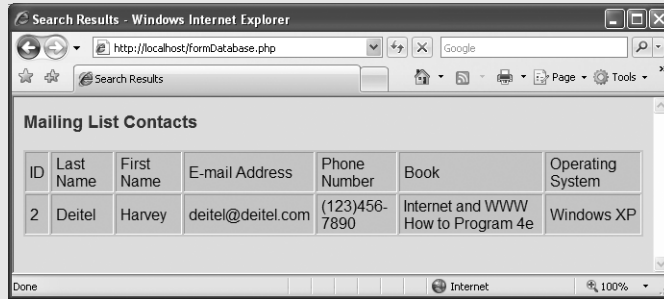 Search Results - Windows Internet Explorer
http://localhost/formDatabase.php
Google
Search Results
Page
Tools
Mailing List Contacts
ID Last Name First Name E-mail Address Phone Number Book Operating System
2 Deitel Harvey deitel@deitel.com (123)456-7890 Internet and WWW How to Program 4e Windows XP
Done
Internet
100%